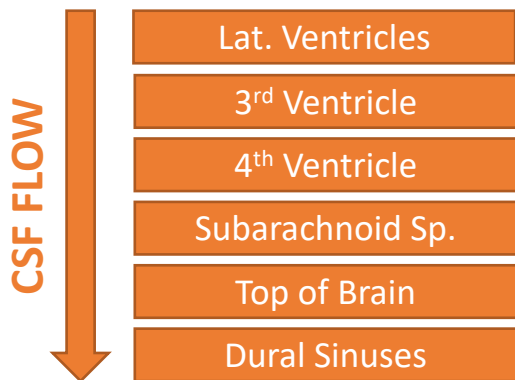 CSF FLOW
Lat. Ventricles
3rd Ventricle
4th Ventricle
Subarachnoid Sp.
Top of Brain
Dural Sinuses